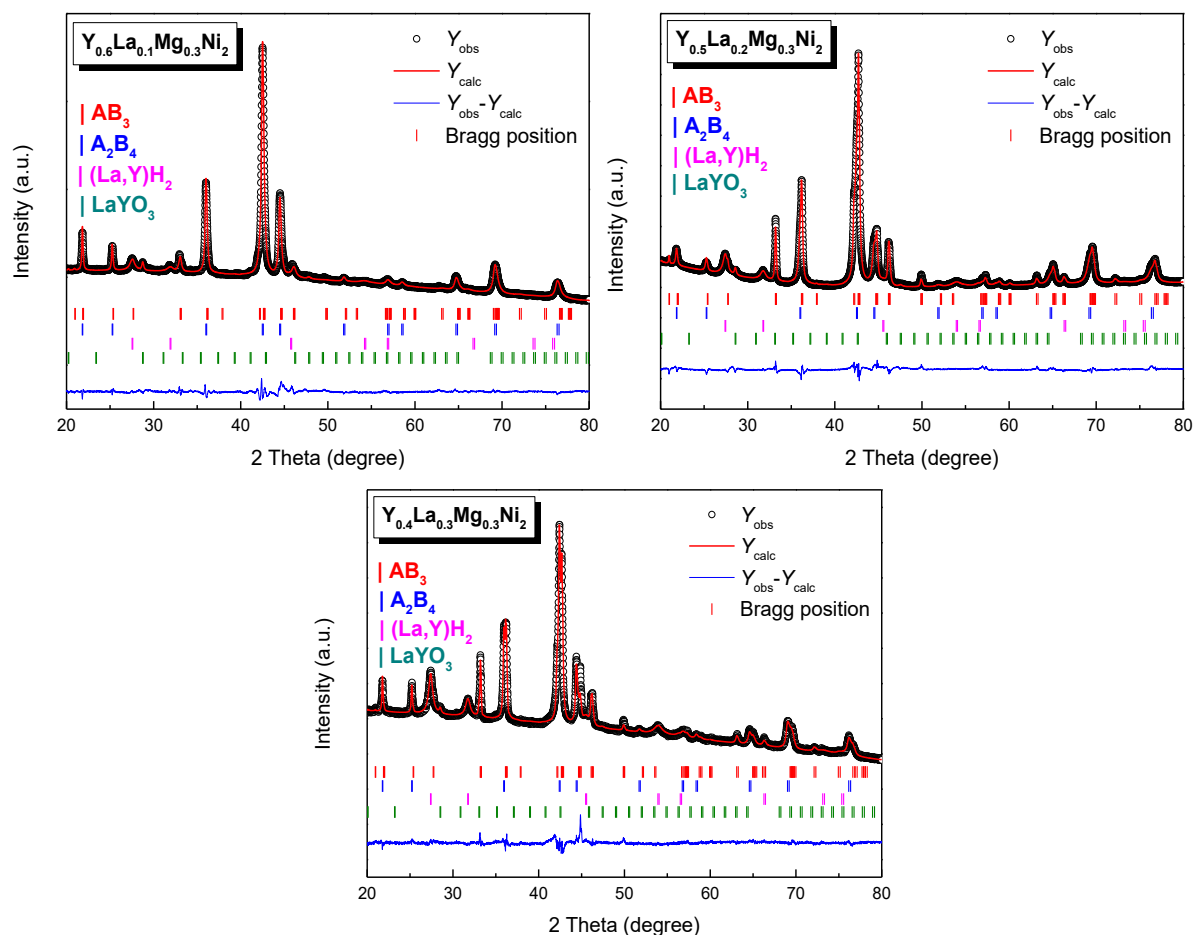 Y0.6La0.1Mg0.3Ni2
Yobs
Ycalc
Yobs-Ycalc
Bragg position
| AB3
| A2B4
| (La,Y)H2
| LaYO3
Intensity (a.u.)
20 30 40 50 60 70 80
2 Theta (degree)
Y0.5La0.2Mg0.3Ni2
Yobs
Ycalc
Yobs-Ycalc
Bragg position
| AB3
| A2B4
| (La,Y)H2
| LaYO3
Intensity (a.u.)
20 30 40 50 60 70 80
2 Theta (degree)
Y0.4La0.3Mg0.3Ni2
Yobs
Ycalc
Yobs-Ycalc
Bragg position
| AB3
| A2B4
| (La,Y)H2
| LaYO3
Intensity (a.u.)
20 30 40 50 60 70 80
2 Theta (degree)